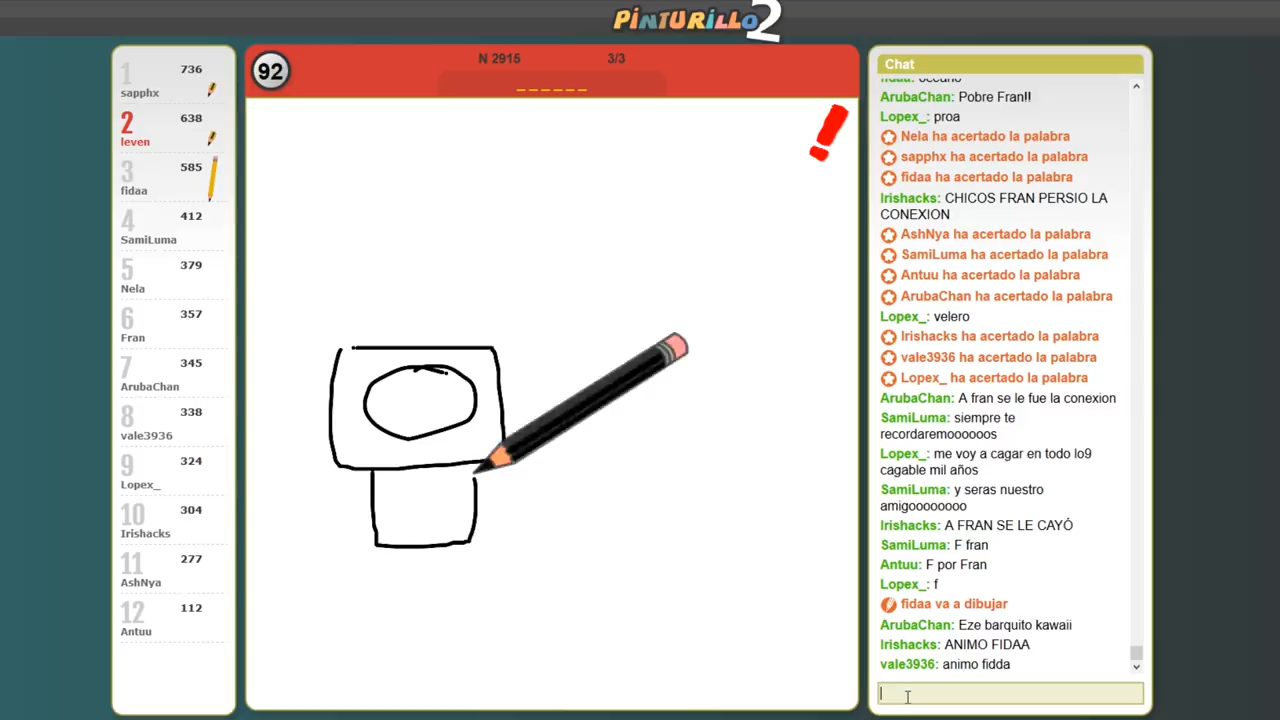 PINTURILLO 2
1 736
sapphx
2 638
leven
3 585
fidaa
4 412
SamiLuma
5 379
Nela
6 357
Fran
7 345
ArubaChan
8 338
vale3936
9 324
Lopex_
10 304
Irishacks
11 277
AshNya
12 112
Antuu
92
N 2915 3/3
_ _ _ _ _ _
!
Chat
fidaa: oceano
ArubaChan: Pobre Fran!!
Lopex_: proa
Nela ha acertado la palabra
sapphx ha acertado la palabra
fidaa ha acertado la palabra
Irishacks: CHICOS FRAN PERSIO LA
CONEXION
AshNya ha acertado la palabra
SamiLuma ha acertado la palabra
Antuu ha acertado la palabra
ArubaChan ha acertado la palabra
Lopex_: velero
Irishacks ha acertado la palabra
vale3936 ha acertado la palabra
Lopex_ ha acertado la palabra
ArubaChan: A fran se le fue la conexion
SamiLuma: siempre te
recordaremoooooos
Lopex_: me voy a cagar en todo lo9
cagable mil años
SamiLuma: y seras nuestro
amigoooooooo
Irishacks: A FRAN SE LE CAYÓ
SamiLuma: F fran
Antuu: F por Fran
Lopex_: f
fidaa va a dibujar
ArubaChan: Eze barquito kawaii
Irishacks: ANIMO FIDAA
vale3936: animo fidda